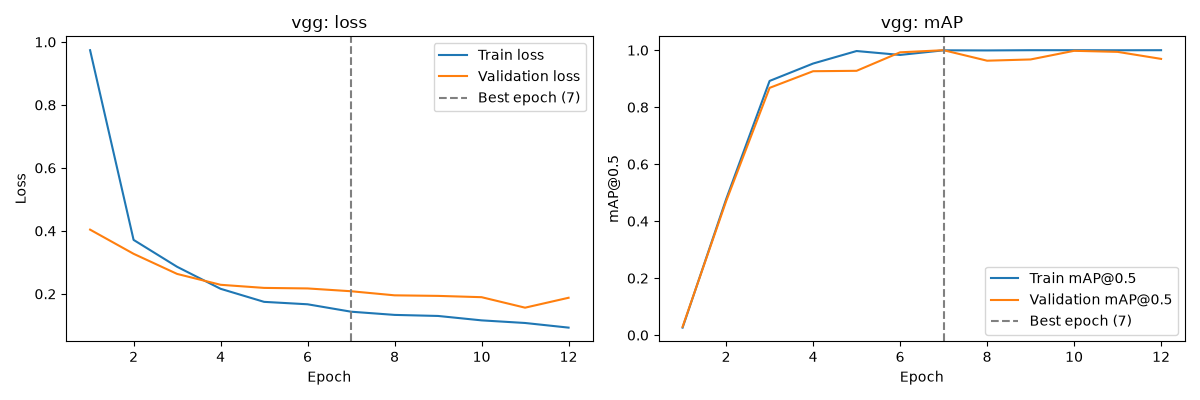 vgg: loss
1.0
0.8
0.6
0.4
0.2
Loss
2
4
6
8
10
12
Epoch
Train loss
Validation loss
Best epoch (7)
vgg: mAP
1.0
0.8
0.6
0.4
0.2
0.0
mAP@0.5
2
4
6
8
10
12
Epoch
Train mAP@0.5
Validation mAP@0.5
Best epoch (7)